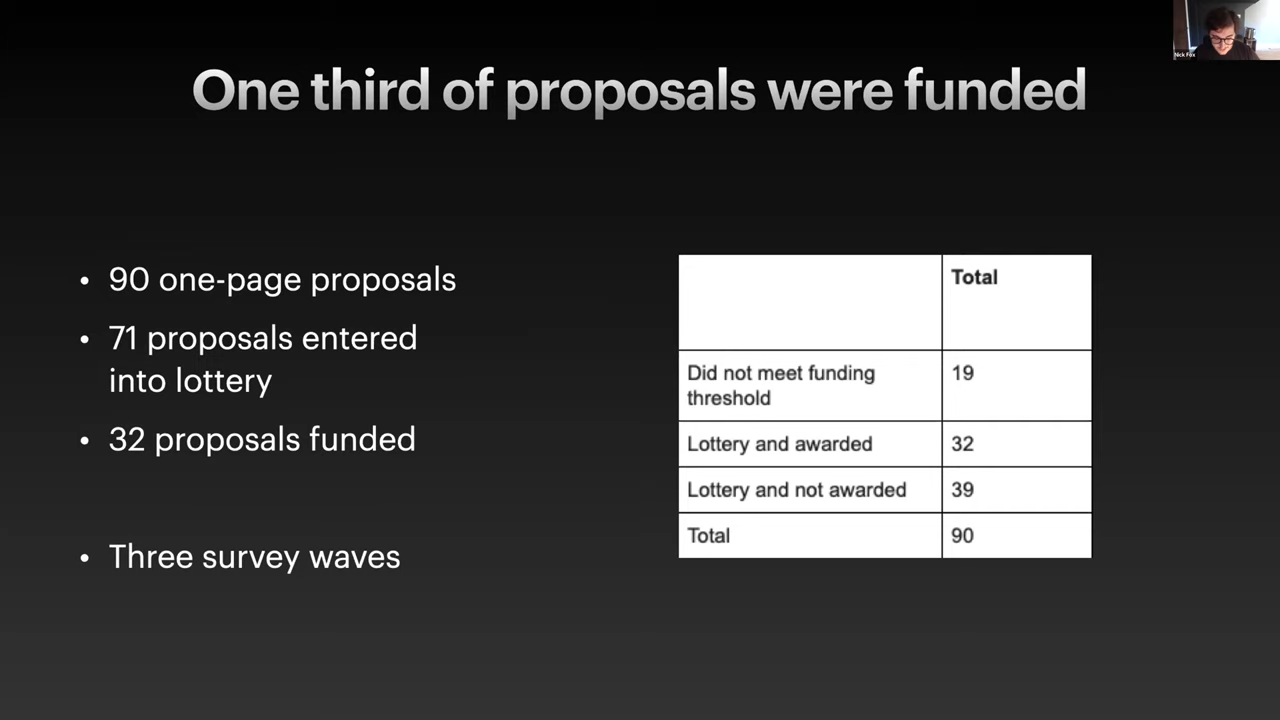 One third of proposals were funded
Nick Fox
• 90 one-page proposals
• 71 proposals entered
into lottery
• 32 proposals funded
• Three survey waves
Total
Did not meet funding
threshold
19
Lottery and awarded
32
Lottery and not awarded
39
Total
90